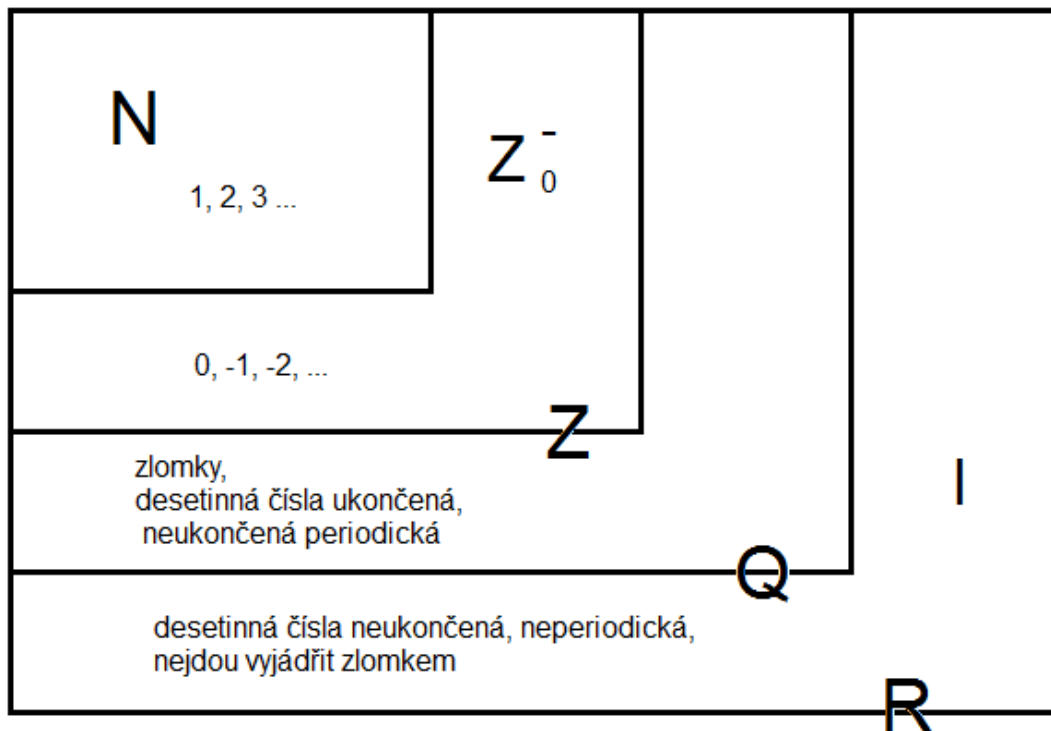 N
Z
-
0
1, 2, 3 ...
0, -1, -2, ...
Z
zlomky,
desetinná čísla ukončená,
neukončená periodická
I
Q
desetinná čísla neukončená, neperiodická,
nejdou vyjádřit zlomkem
R